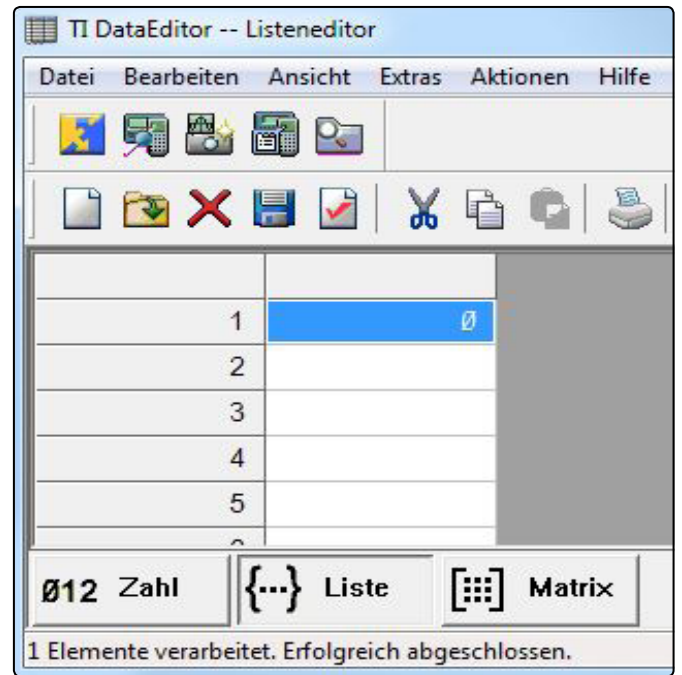 TI DataEditor -- Listeneditor
Datei Bearbeiten Ansicht Extras Aktionen Hilfe
1 Ø
2
3
4
5
Ø12 Zahl {···} Liste [⁝⁝⁝] Matrix
1 Elemente verarbeitet. Erfolgreich abgeschlossen.